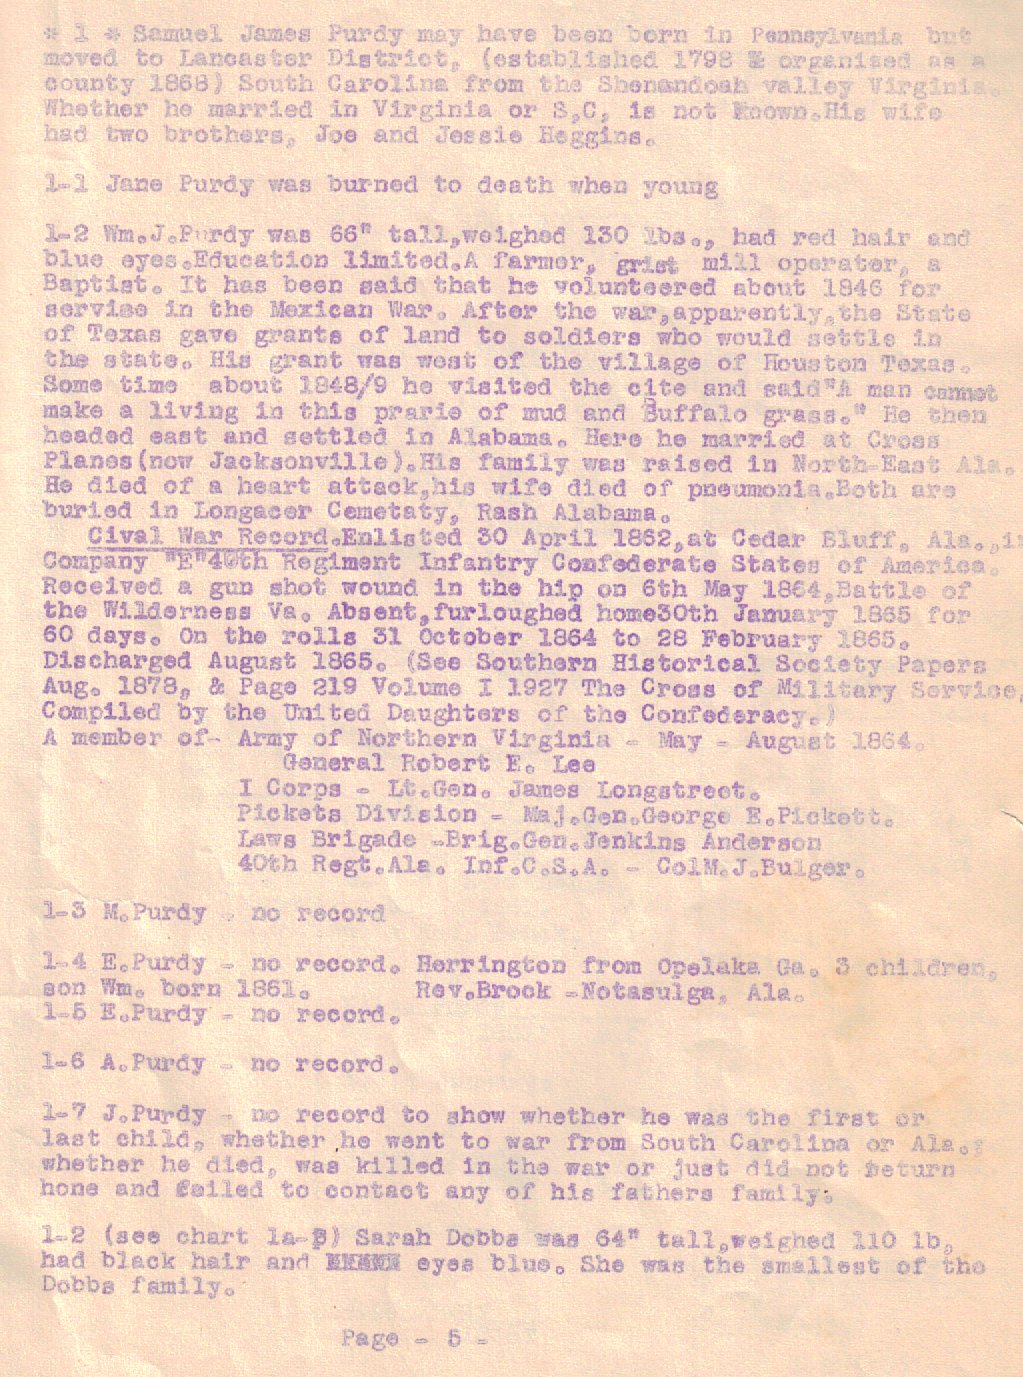 * 1 * Samuel James Purdy may have been born in Pennsylvania but
moved to Lancaster District, (established 1798 & organised as a
county 1868) South Carolina from the Shenandoah valley Virginia.
Whether he married in Virginia or S,C, is not Known.His wife
had two brothers, Joe and Jessie Heggins.
1-1 Jane Purdy was burned to death when young
1-2 Wm.J.Purdy was 66" tall,weighed 130 lbs., had red hair and
blue eyes.Education limited.A farmer, grist mill operater, a
Baptist. It has been said that he volunteered about 1846 for
servise in the Mexican War. After the war,apparently,the State
of Texas gave grants of land to soldiers who would settle in
the state. His grant was west of the village of Houston Texas.
Some time  about 1848/9 he visited the cite and said"A man cannot
make a living in this prarie of mud and Buffalo grass." He then
headed east and settled in Alabama. Here he married at Cross
Planes(now Jacksonville).His family was raised in North-East Ala.
He died of a heart attack,his wife died of pneumonia.Both are
buried in Longacer Cemetaty, Rash Alabama.
Cival War Record.Enlisted 30 April 1862,at Cedar Bluff, Ala.,in
Company "E"40th Regiment Infantry Confederate States of America.
Received a gun shot wound in the hip on 6th May 1864,Battle of
the Wilderness Va. Absent,furloughed home30th January 1865 for
60 days. On the rolls 31 October 1864 to 28 February 1865.
Discharged August 1865. (See Southern Historical Society Papers
Aug. 1878, & Page 219 Volume I 1927 The Cross of Military Service,
Compiled by the United Daughters of the Confederacy.)
A member of- Army of Northern Virginia - May - August 1864.
General Robert E. Lee
I Corps - Lt.Gen. James Longstreet.
Pickets Division - Maj.Gen.George E.Pickett.
Laws Brigade -Brig.Gen.Jenkins Anderson
40th Regt.Ala. Inf.C.S.A. - ColM.J.Bulger.
1-3 M.Purdy - no record
1-4 E.Purdy - no record. Herrington from Opelaka Ga. 3 children,
son Wm. born 1861.       Rev.Brock -Notasulga, Ala.
1-5 E.Purdy - no record.
1-6 A.Purdy - no record.
1-7 J.Purdy - no record to show whether he was the first or
last child, whether he went to war from South Carolina or Ala.,
whether he died, was killed in the war or just did not return
hone and failed to contact any of his fathers family.
1-2 (see chart 1a-B) Sarah Dobbs was 64" tall,weighed 110 lb,
had black hair and eyes blue. She was the smallest of the
Dobbs family.
Page - 5 -